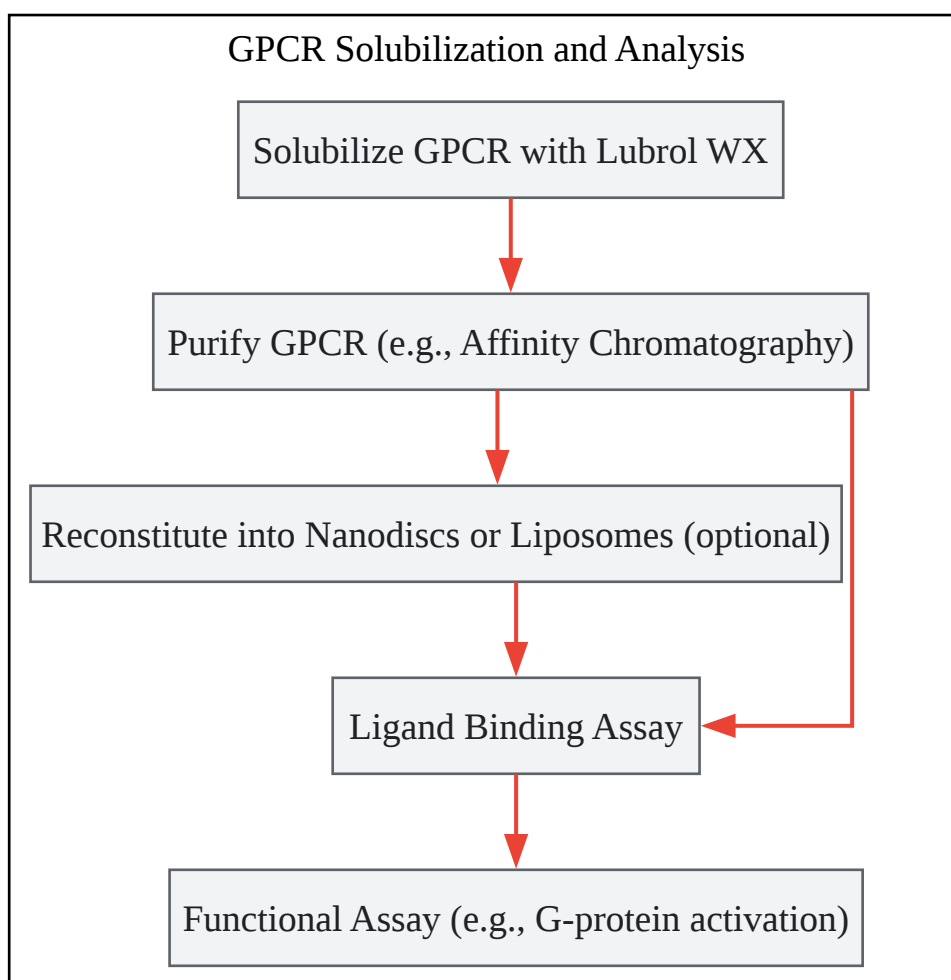 GPCR Solubilization and Analysis
Solubilize GPCR with Lubrol WX
Purify GPCR (e.g., Affinity Chromatography)
Reconstitute into Nanodiscs or Liposomes (optional)
Ligand Binding Assay
Functional Assay (e.g., G-protein activation)